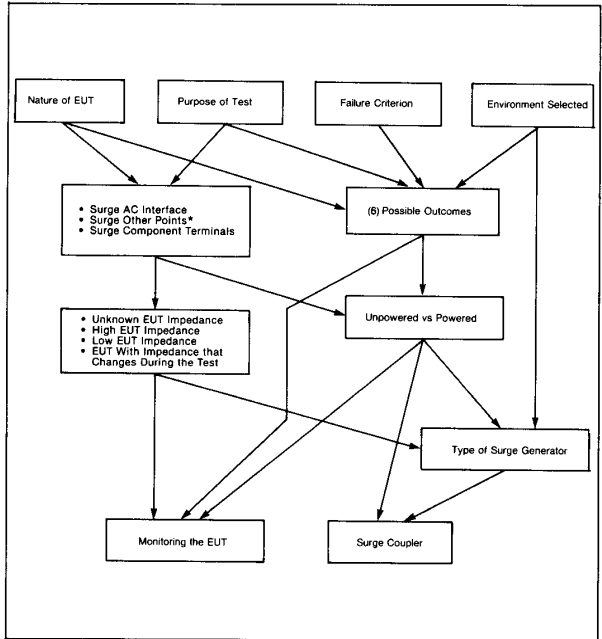 Nature of EUT
Purpose of Test
Failure Criterion
Environment Selected
• Surge AC Interface
• Surge Other Points*
• Surge Component Terminals
(6) Possible Outcomes
• Unknown EUT Impedance
• High EUT Impedance
• Low EUT Impedance
• EUT With Impedance that
Changes During the Test
Unpowered vs Powered
Type of Surge Generator
Monitoring the EUT
Surge Coupler